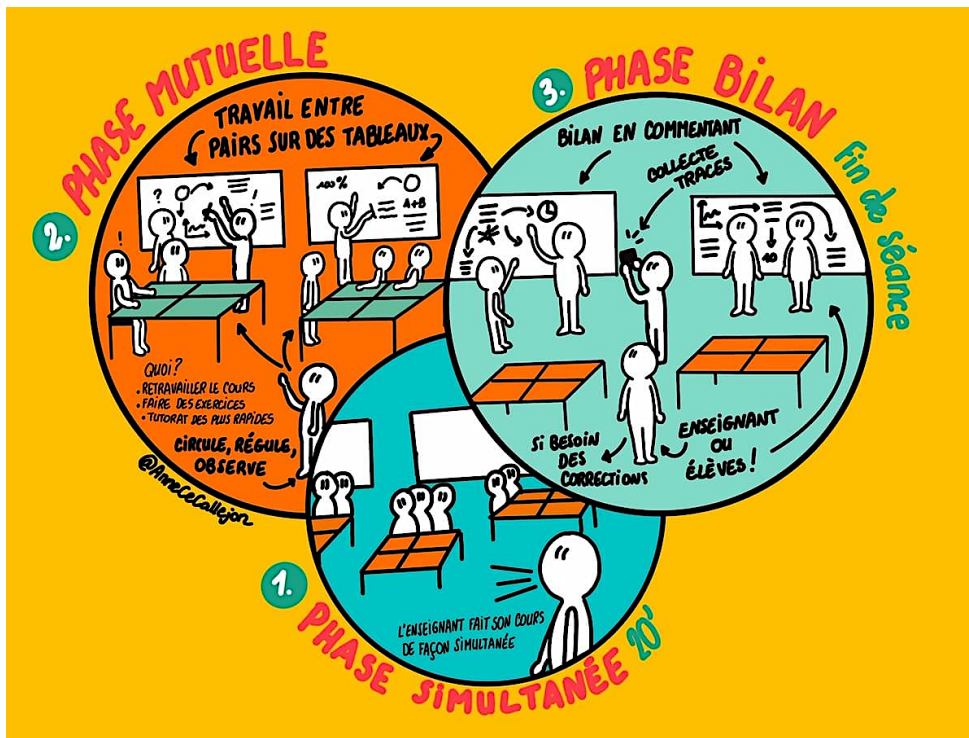 2. PHASE MUTUELLE
TRAVAIL ENTRE
PAIRS SUR DES TABLEAUX
?
!
100%
A+B
!
QUOI?
• RETRAVAILLER LE COURS
• FAIRE DES EXERCICES
• TUTORAT DES PLUS RAPIDES
CIRCULE, RÉGULE,
OBSERVE
@AnneCeCallejon
3. PHASE BILAN
Fin de séance
BILAN EN COMMENTANT
COLLECTE
TRACES
10
SI BESOIN
DES
CORRECTIONS
ENSEIGNANT
OU
ÉLÈVES!
1. PHASE SIMULTANÉE 20'
L'ENSEIGNANT FAIT SON COURS
DE FAÇON SIMULTANÉE